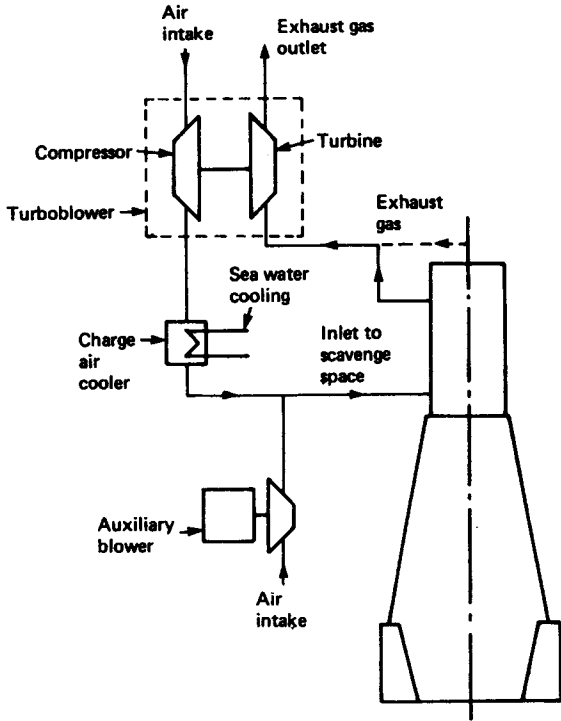 Air
intake
Exhaust gas
outlet
Compressor
Turbine
Turboblower
Exhaust
gas
Sea water
cooling
Charge
air
cooler
Inlet to
scavenge
space
Auxiliary
blower
Air
intake